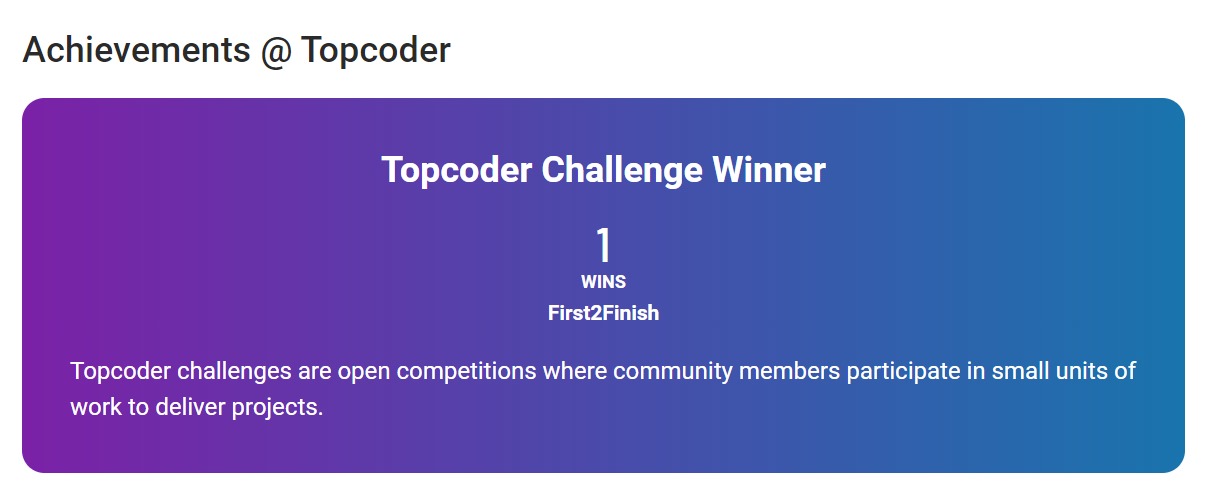 Achievements @ Topcoder
Topcoder Challenge Winner
1
WINS
First2Finish
Topcoder challenges are open competitions where community members participate in small units of
work to deliver projects.